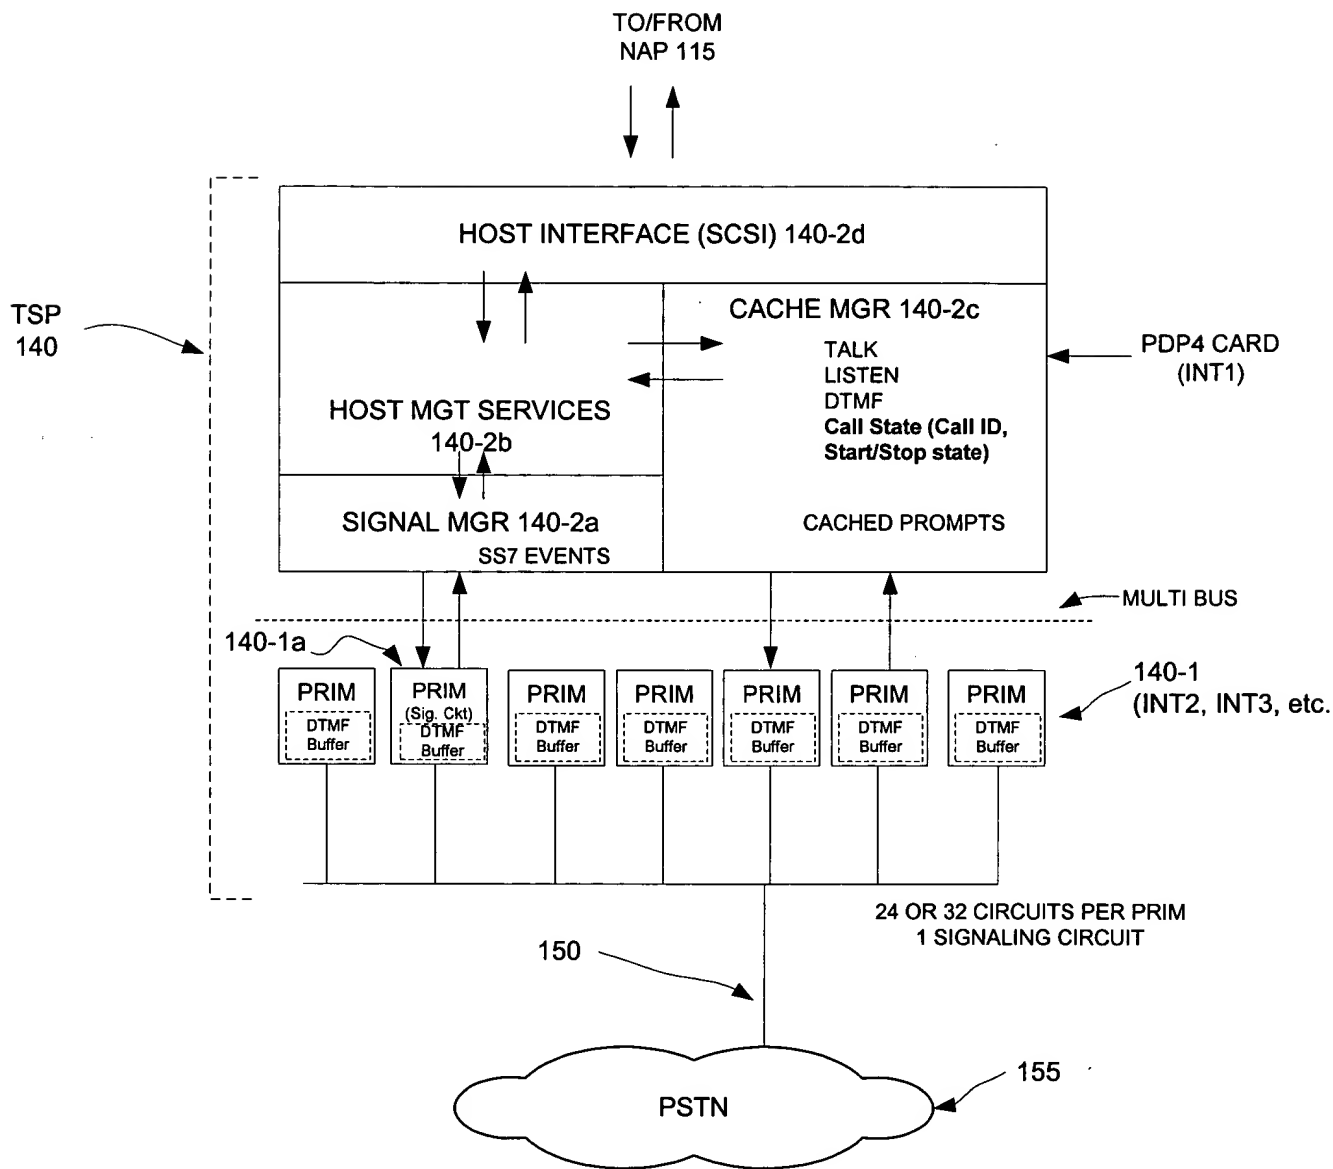 TO/FROM
NAP 115
HOST INTERFACE (SCSI) 140-2d
TSP
140
CACHE MGR 140-2c
TALK
LISTEN
DTMF
Call State (Call ID,
Start/Stop state)
CACHED PROMPTS
PDP4 CARD
(INT1)
HOST MGT SERVICES
140-2b
SIGNAL MGR 140-2a
SS7 EVENTS
MULTI BUS
140-1a
140-1
(INT2, INT3, etc.
PRIM
DTMF
Buffer
PRIM
(Sig. Ckt)
DTMF
Buffer
PRIM
DTMF
Buffer
PRIM
DTMF
Buffer
PRIM
DTMF
Buffer
PRIM
DTMF
Buffer
PRIM
DTMF
Buffer
24 OR 32 CIRCUITS PER PRIM
1 SIGNALING CIRCUIT
150
155
PSTN